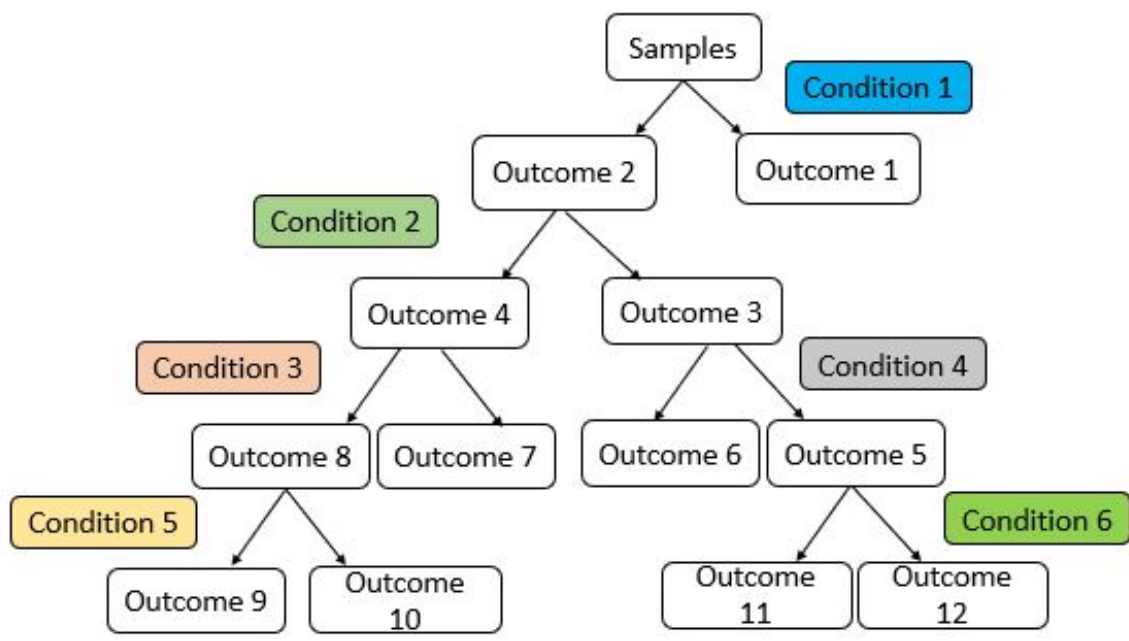 Samples
Condition 1
Outcome 2
Outcome 1
Condition 2
Outcome 4
Outcome 3
Condition 3
Condition 4
Outcome 8
Outcome 7
Outcome 6
Outcome 5
Condition 5
Condition 6
Outcome 9
Outcome
10
Outcome
11
Outcome
12